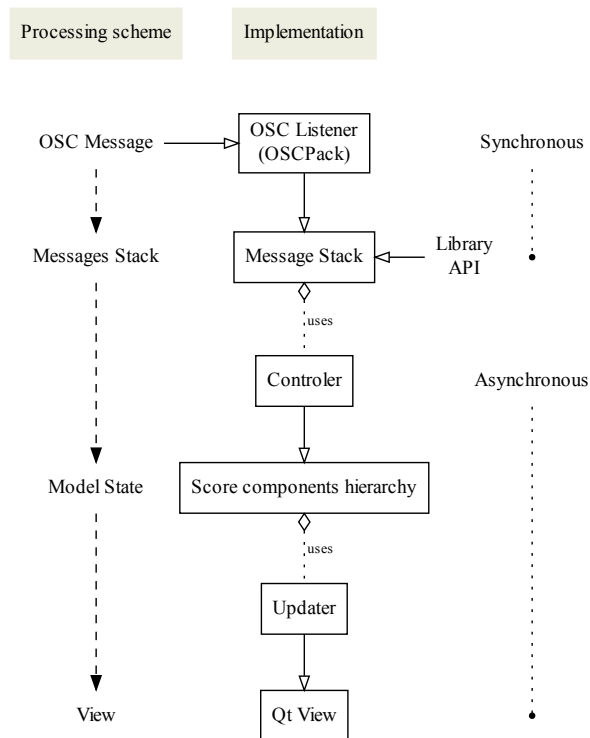 Processing scheme
Implementation
OSC Message
OSC Listener
(OSCPack)
Synchronous
Messages Stack
Message Stack
Library
API
uses
Controler
Asynchronous
Model State
Score components hierarchy
uses
Updater
View
Qt View